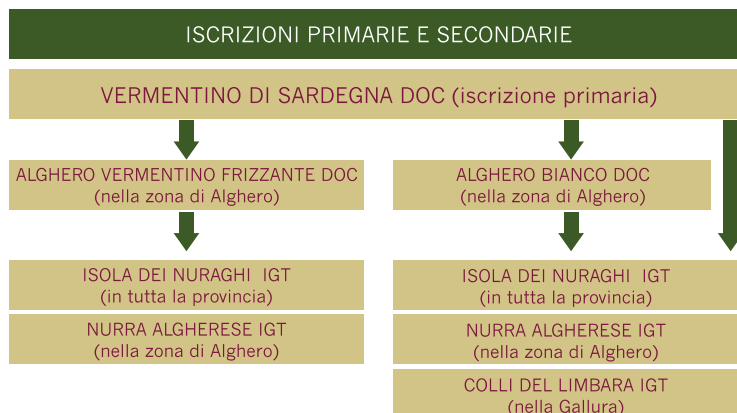 ISCRIZIONI PRIMARIE E SECONDARIE
VERMENTINO DI SARDEGNA DOC (iscrizione primaria)
ALGHERO VERMENTINO FRIZZANTE DOC
(nella zona di Alghero)
ALGHERO BIANCO DOC
(nella zona di Alghero)
ISOLA DEI NURAGHI IGT
(in tutta la provincia)
NURRA ALGHERESE IGT
(nella zona di Alghero)
ISOLA DEI NURAGHI IGT
(in tutta la provincia)
NURRA ALGHERESE IGT
(nella zona di Alghero)
COLLI DEL LIMBARA IGT
(nella Gallura)